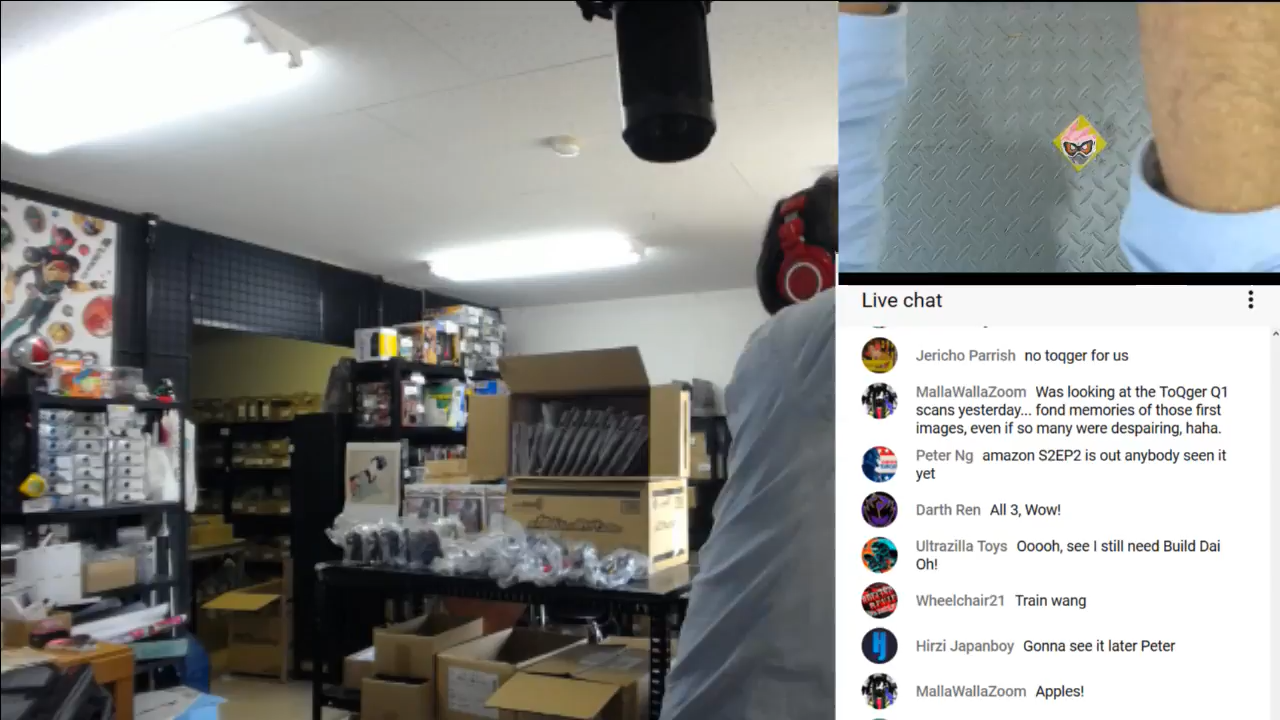 Live chat
Jericho Parrish no toqger for us
MallaWallaZoom Was looking at the ToQger Q1
scans yesterday... fond memories of those first
images, even if so many were despairing, haha.
Peter Ng amazon S2EP2 is out anybody seen it
yet
Darth Ren All 3, Wow!
Ultrazilla Toys Ooooh, see I still need Build Dai
Oh!
Wheelchair21 Train wang
Hirzi Japanboy Gonna see it later Peter
MallaWallaZoom Apples!